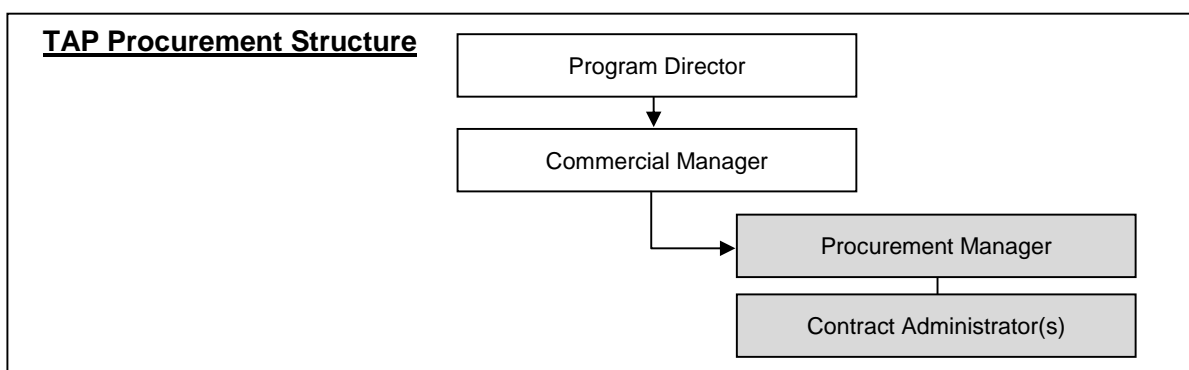 TAP Procurement Structure
Program Director
Commercial Manager
Procurement Manager
Contract Administrator(s)